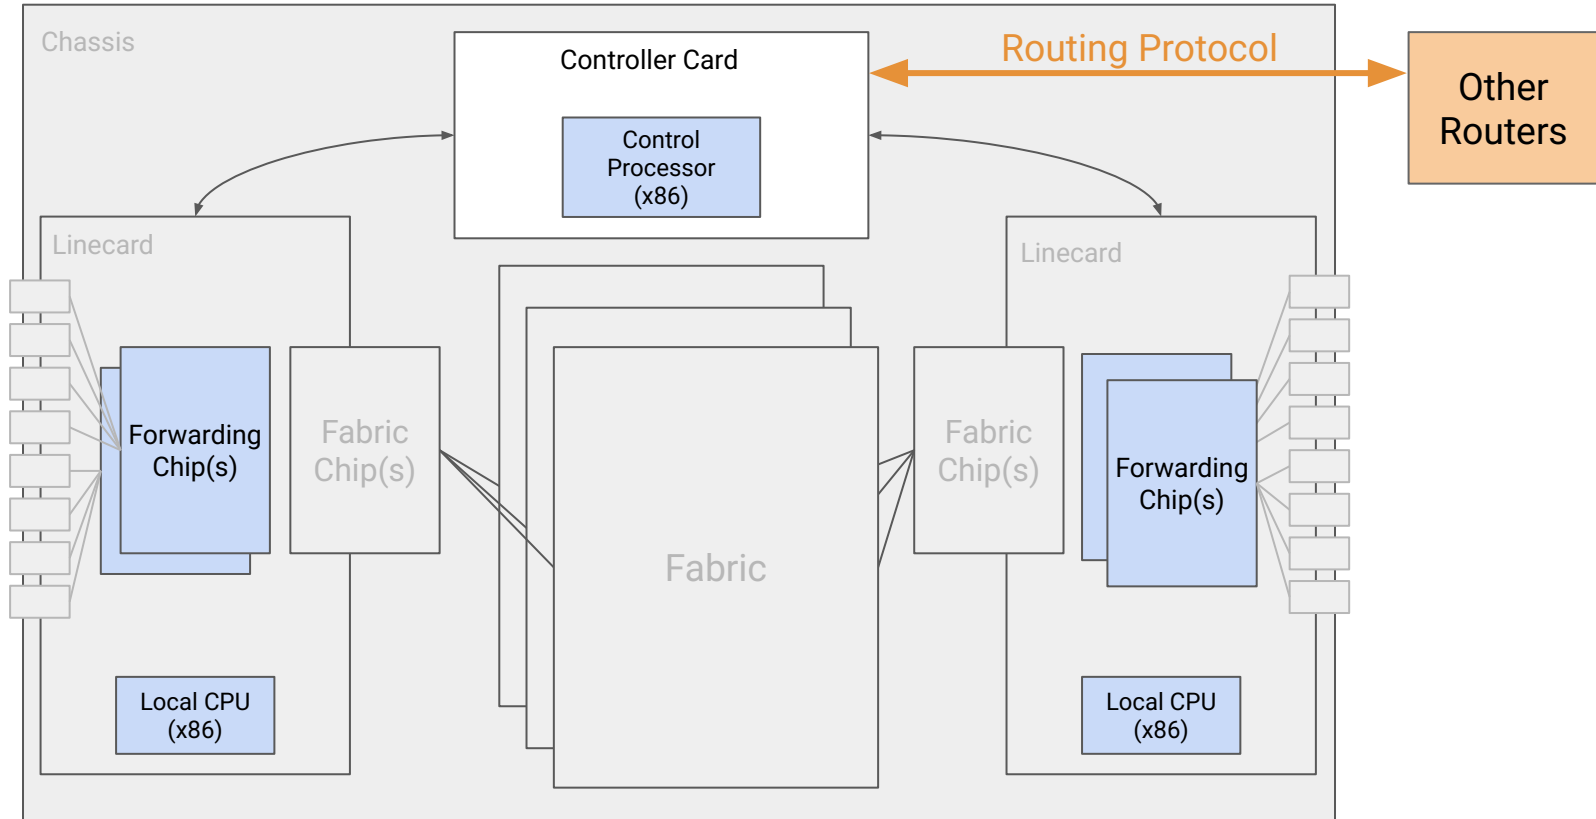 Chassis
Controller Card
Routing Protocol
Other
Routers
Control
Processor
(x86)
Linecard
Linecard
Forwarding
Chip(s)
Fabric
Chip(s)
Fabric
Fabric
Chip(s)
Forwarding
Chip(s)
Local CPU
(x86)
Local CPU
(x86)